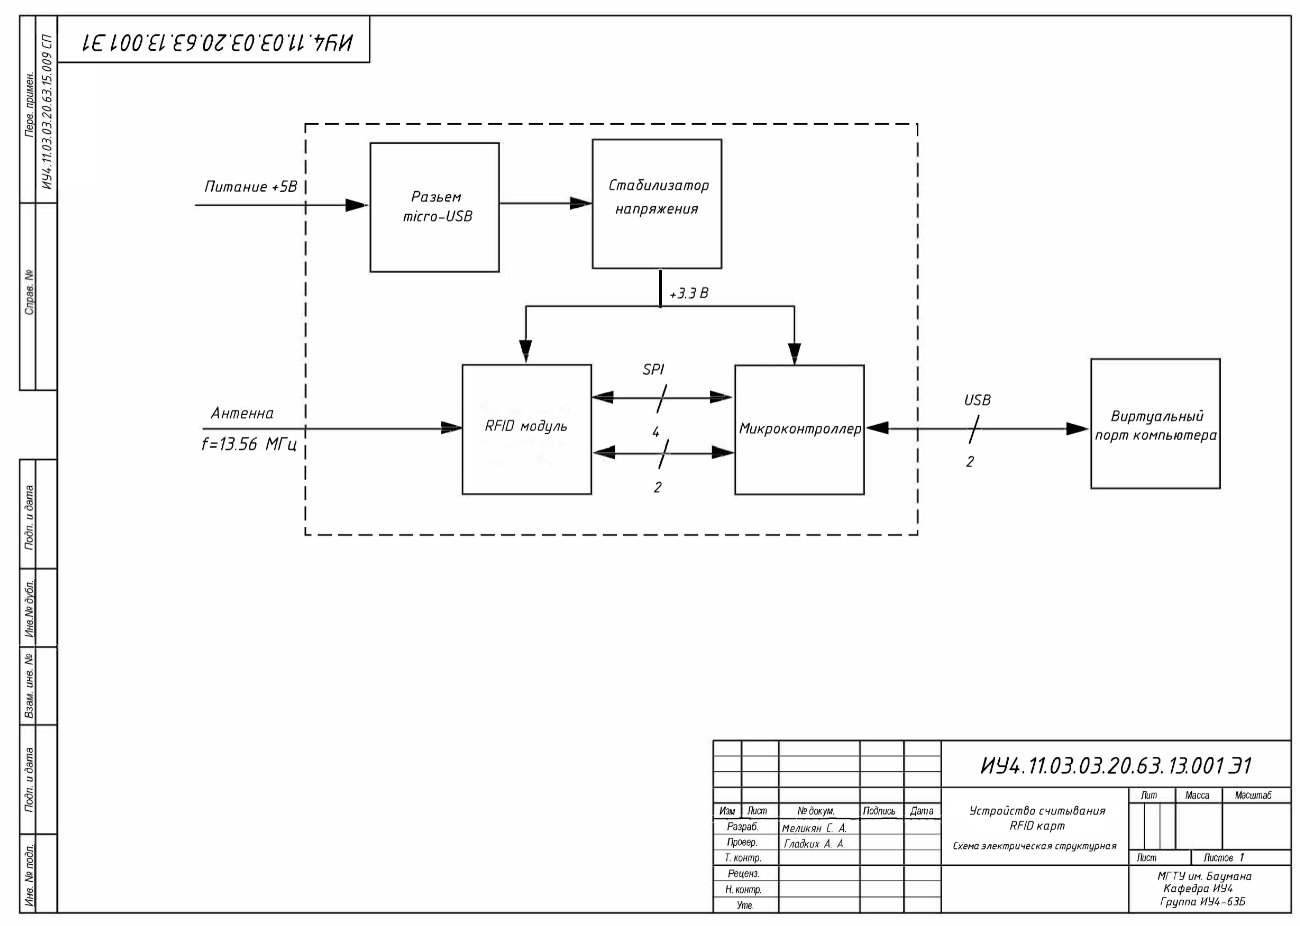 ИУ4.11.03.03.20.63.13.001 Э1
Перв. примен.
ИУ4.11.03.03.20.63.15.009 СП
Справ. №
Подп. и дата
Инв.№ дубл.
Взам. инв. №
Подп. и дата
Инв. № подп.
Питание +5В
Разьем
micro-USB
Стабилизатор
напряжения
+3.3 В
Антенна
f=13.56 МГц
RFID модуль
SPI
4
2
Микроконтроллер
USB
2
Виртуальный
порт компьютера
ИУ4.11.03.03.20.63.13.001 Э1
Изм Лист № докум. Подпись Дата
Разраб. Меликян С. А.
Провер. Гладких А. А.
Т. контр.
Реценз.
Н. контр.
Утв.
Устройство считывания
RFID карт
Схема электрическая структурная
Лит Масса Масштаб
Лист Листов 1
МГТУ им. Баумана
Кафедра ИУ4
Группа ИУ4-63Б